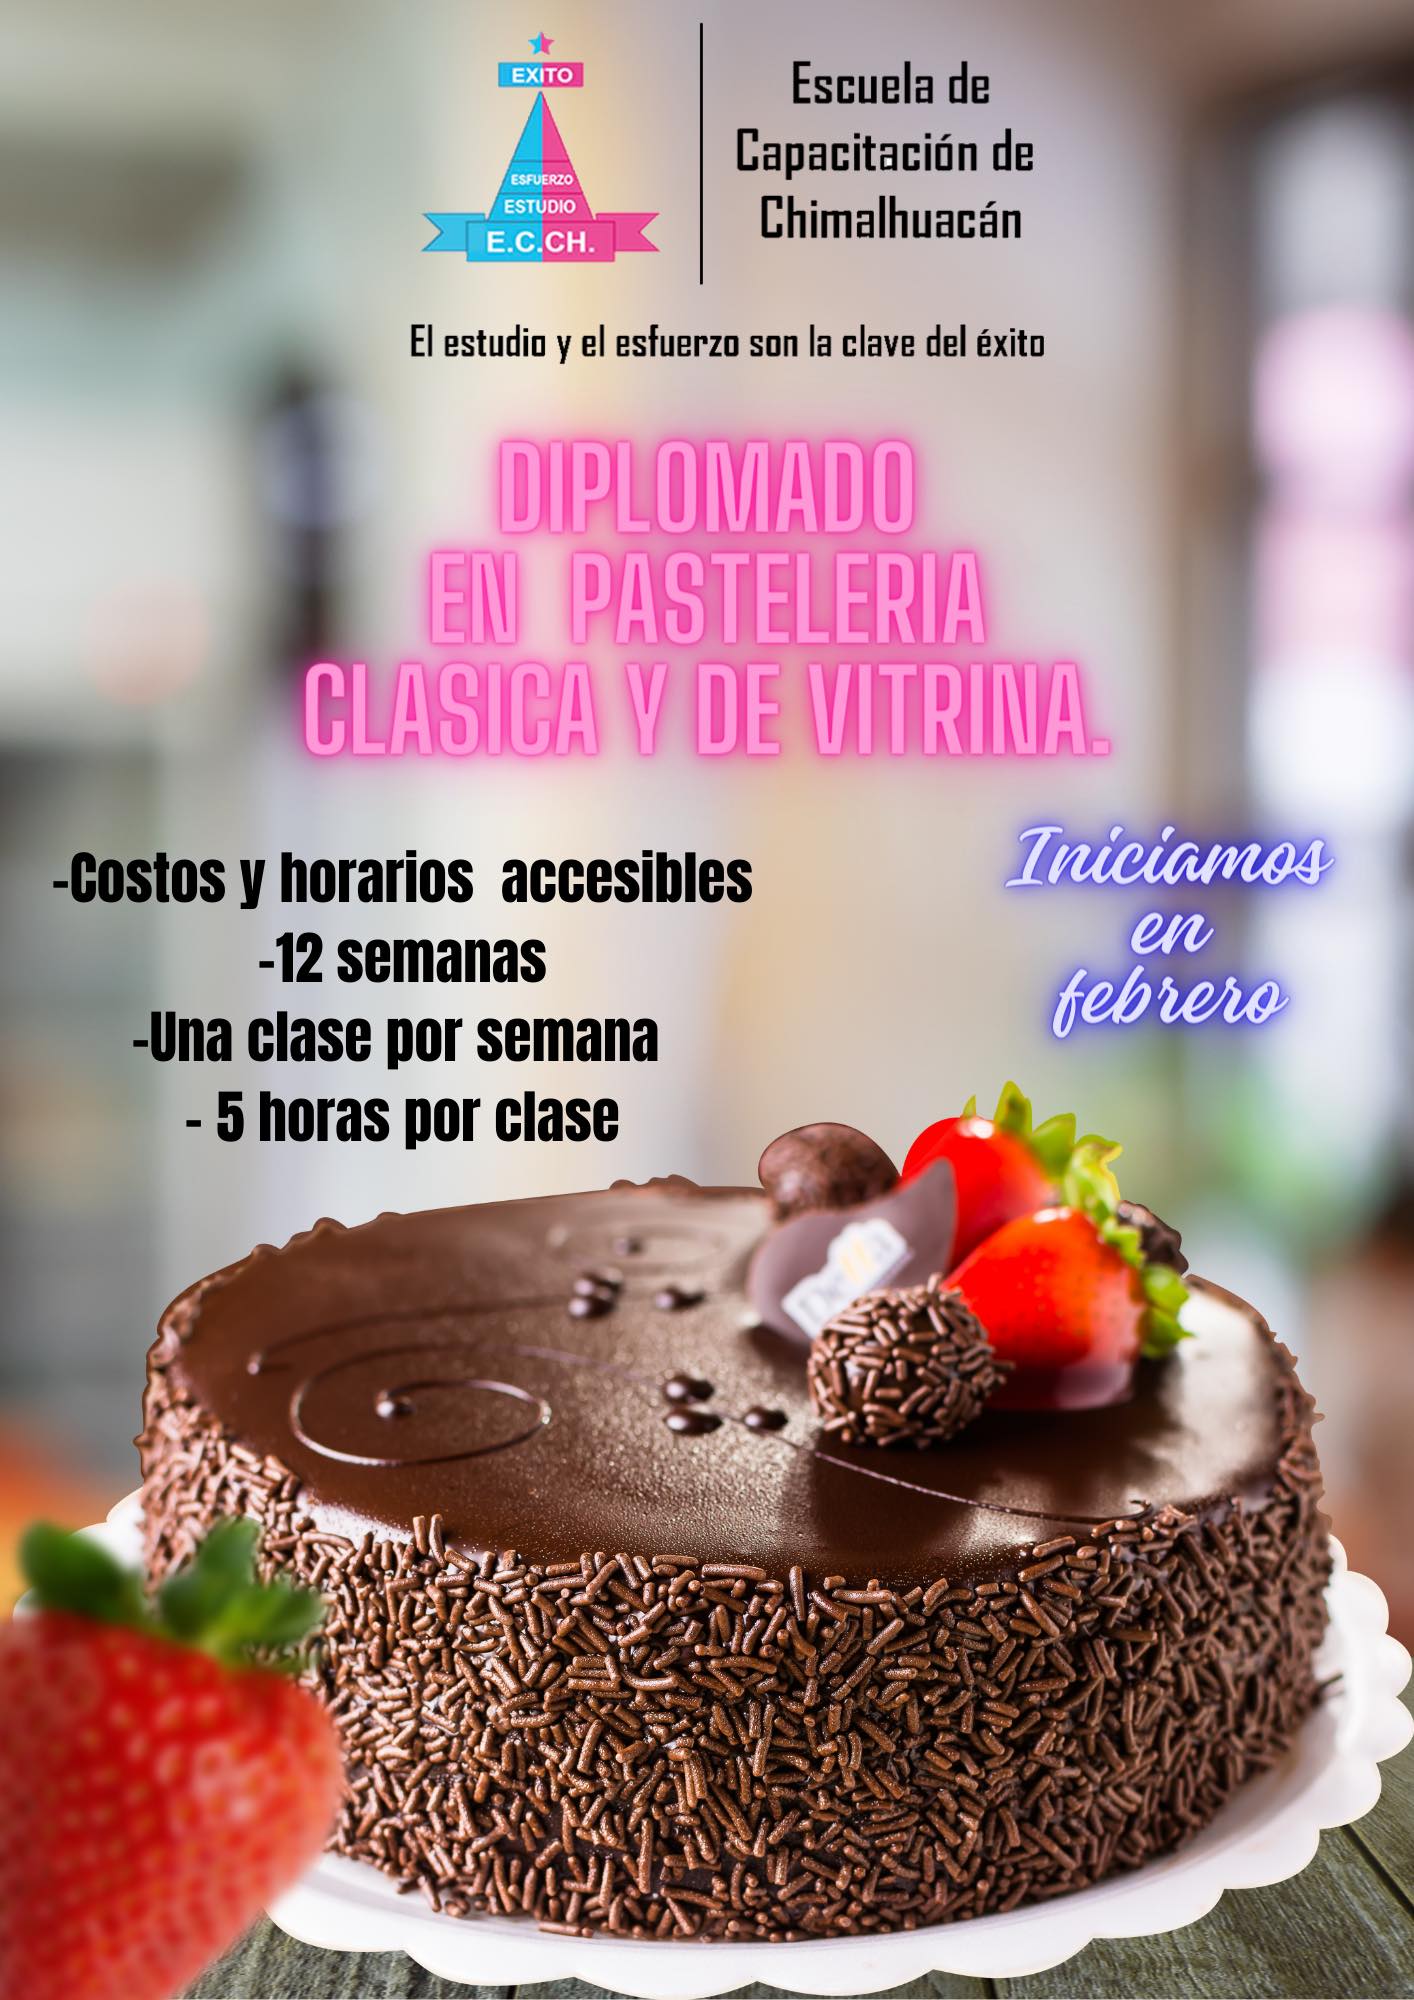 EXITO
ESFUERZO
ESTUDIO
E.C.CH.
Escuela de
Capacitación de
Chimalhuacán
El estudio y el esfuerzo son la clave del éxito
DIPLOMADO
EN PASTELERIA
CLASICA Y DE VITRINA.
-Costos y horarios accesibles
-12 semanas
-Una clase por semana
- 5 horas por clase
Iniciamos
en
febrero